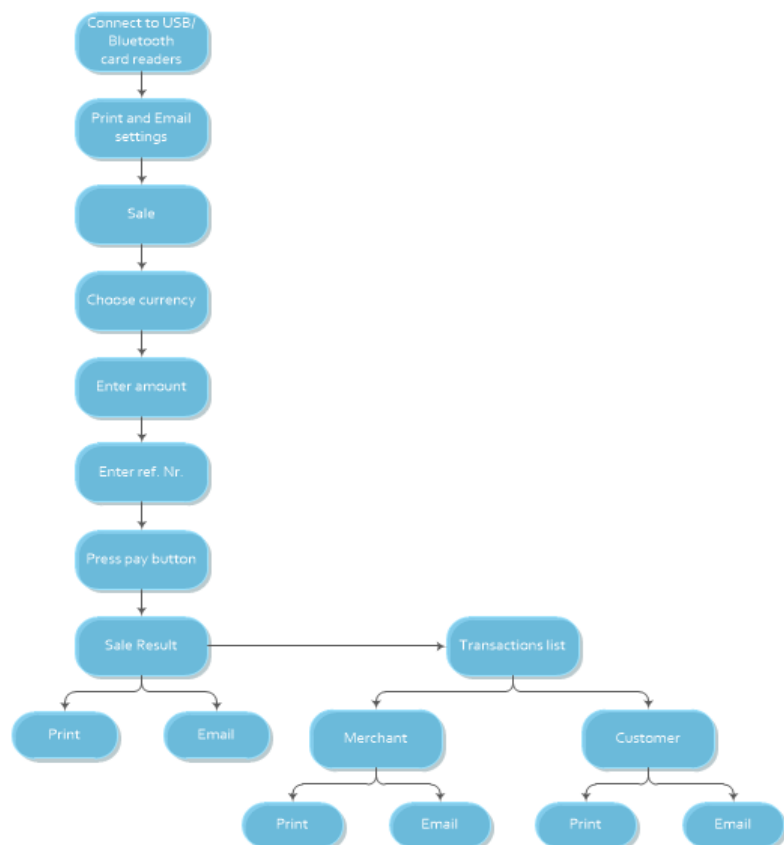 Connect to USB/
Bluetooth
card readers
Print and Email
settings
Sale
Choose currency
Enter amount
Enter ref. Nr.
Press pay button
Sale Result
Transactions list
Print
Email
Merchant
Customer
Print
Email
Print
Email